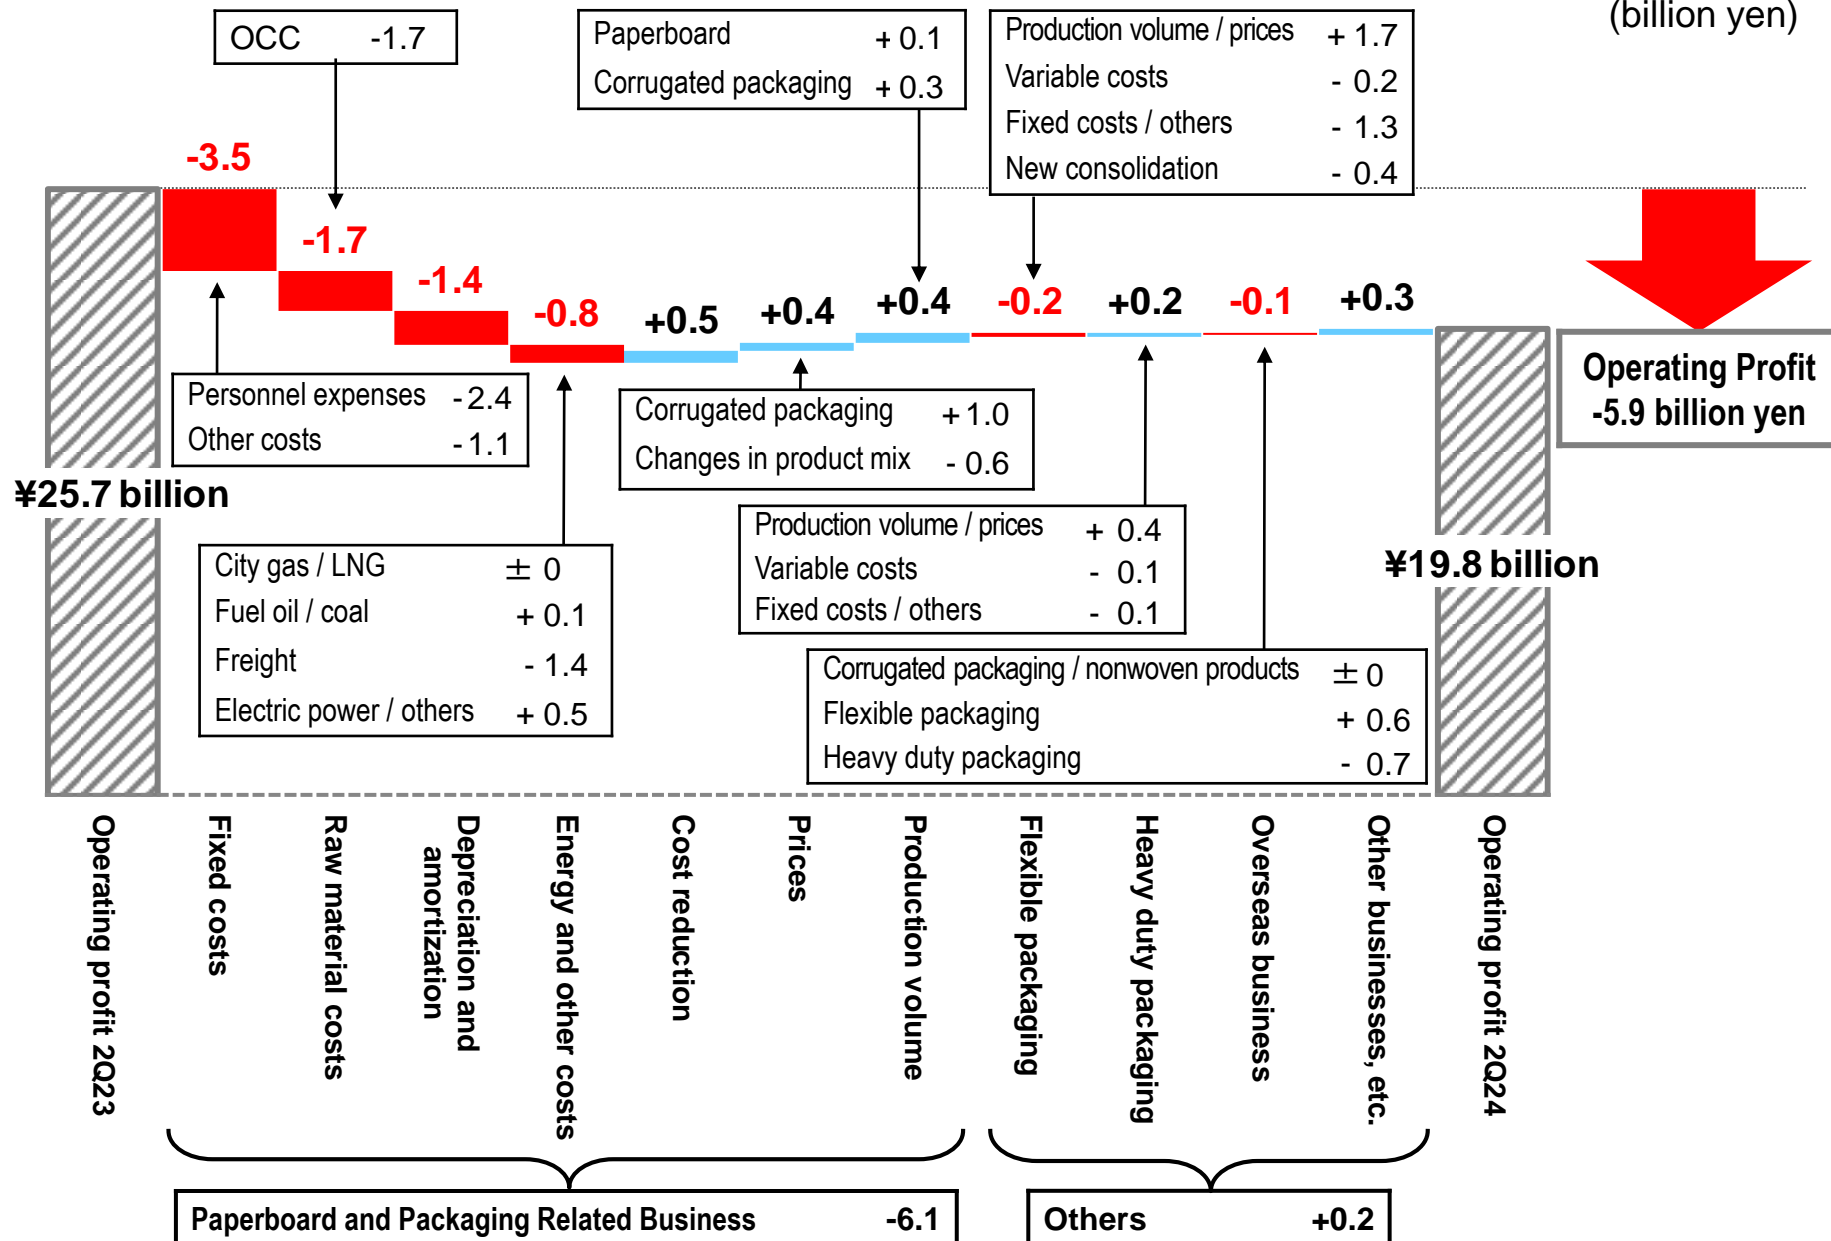 (billion yen)
OCC -1.7
Paperboard + 0.1
Corrugated packaging + 0.3
Production volume / prices + 1.7
Variable costs - 0.2
Fixed costs / others - 1.3
New consolidation - 0.4
-3.5
-1.7
-1.4
-0.8
+0.5
+0.4
+0.4
-0.2
+0.2
-0.1
+0.3
Operating Profit
-5.9 billion yen
Personnel expenses - 2.4
Other costs - 1.1
Corrugated packaging + 1.0
Changes in product mix - 0.6
¥25.7 billion
Production volume / prices + 0.4
Variable costs - 0.1
Fixed costs / others - 0.1
City gas / LNG ± 0
Fuel oil / coal + 0.1
Freight - 1.4
Electric power / others + 0.5
¥19.8 billion
Corrugated packaging / nonwoven products ± 0
Flexible packaging + 0.6
Heavy duty packaging - 0.7
Operating profit 2Q23
Fixed costs
Raw material costs
Depreciation and
amortization
Energy and other costs
Cost reduction
Prices
Production volume
Flexible packaging
Heavy duty packaging
Overseas business
Other businesses, etc.
Operating profit 2Q24
Paperboard and Packaging Related Business -6.1
Others +0.2